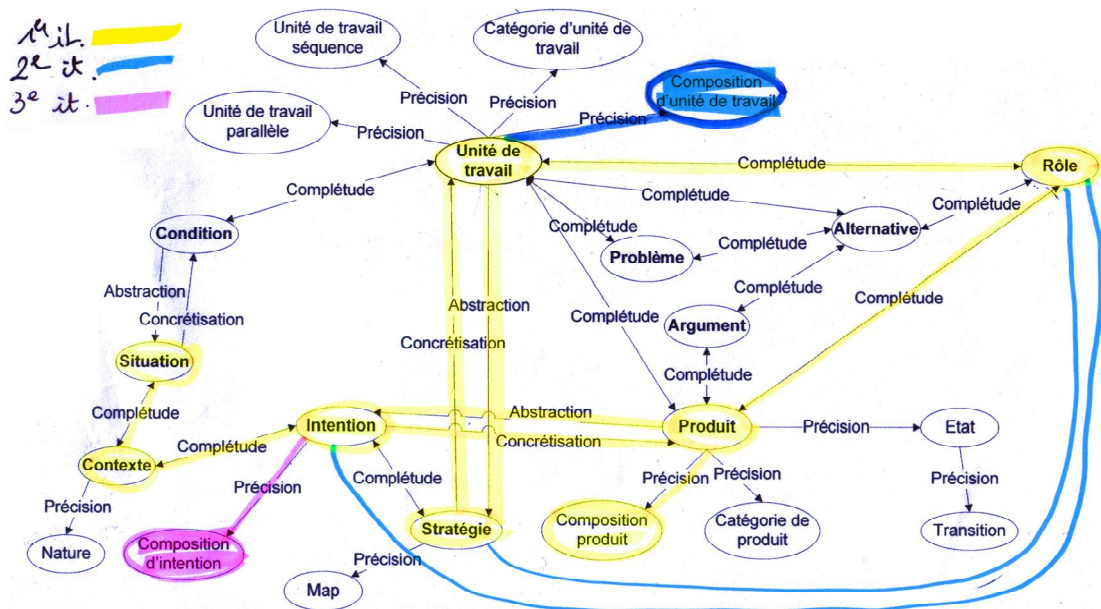 1re it.
2e it.
3e it.
Unité de travail
séquence
Catégorie d'unité de
travail
Composition
d'unité de travail
Précision
Précision
Précision
Unité de travail
parallèle
Précision
Unité de
travail
Complétude
Rôle
Complétude
Complétude
Complétude
Alternative
Condition
Complétude
Complétude
Problème
Abstraction
Concrétisation
Abstraction
Complétude
Complétude
Complétude
Argument
Concrétisation
Situation
Complétude
Complétude
Abstraction
Intention
Produit
Précision
Etat
Concrétisation
Complétude
Contexte
Précision
Complétude
Précision
Précision
Précision
Précision
Composition
produit
Catégorie de
produit
Transition
Stratégie
Nature
Composition
d'intention
Précision
Map